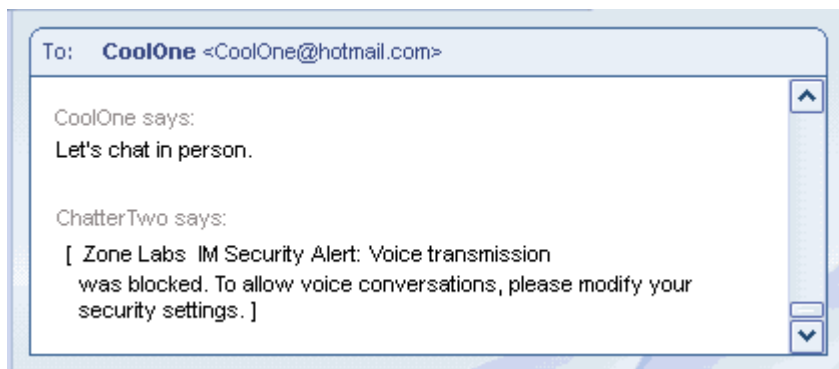 To: CoolOne <CoolOne@hotmail.com>
CoolOne says:
Let's chat in person.
ChatterTwo says:
[ Zone Labs IM Security Alert: Voice transmission
was blocked. To allow voice conversations, please modify your
security settings. ]